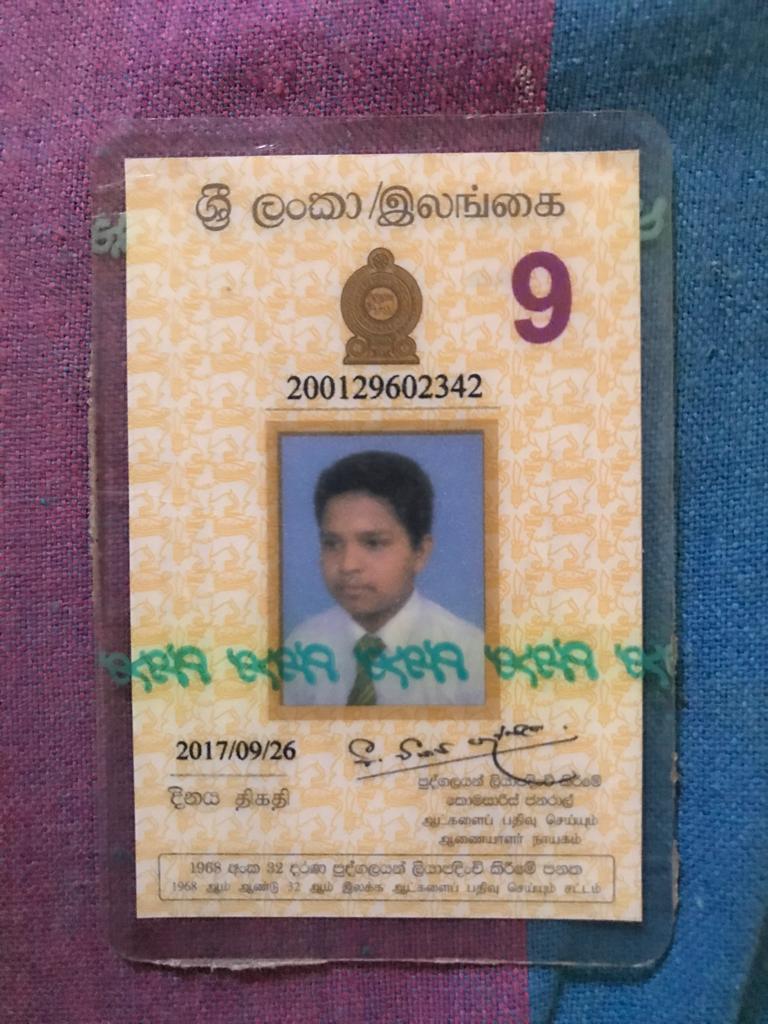 ශ්‍රී ලංකා/இலங்கை
9
200129602342
2017/09/26
දිනය திகதி
පුද්ගලයන් ලියාපදිංචි කිරීමේ
කොමසාරිස් ජනරාල්
ஆட்களைப் பதிவு செய்யும்
ஆணையாளர் நாயகம்
1968 අංක 32 දරණ පුද්ගලයන් ලියාපදිංචි කිරීමේ පනත
1968 ஆம் ஆண்டு 32 ஆம் இலக்க ஆட்களைப் பதிவு செய்யும் சட்டம்